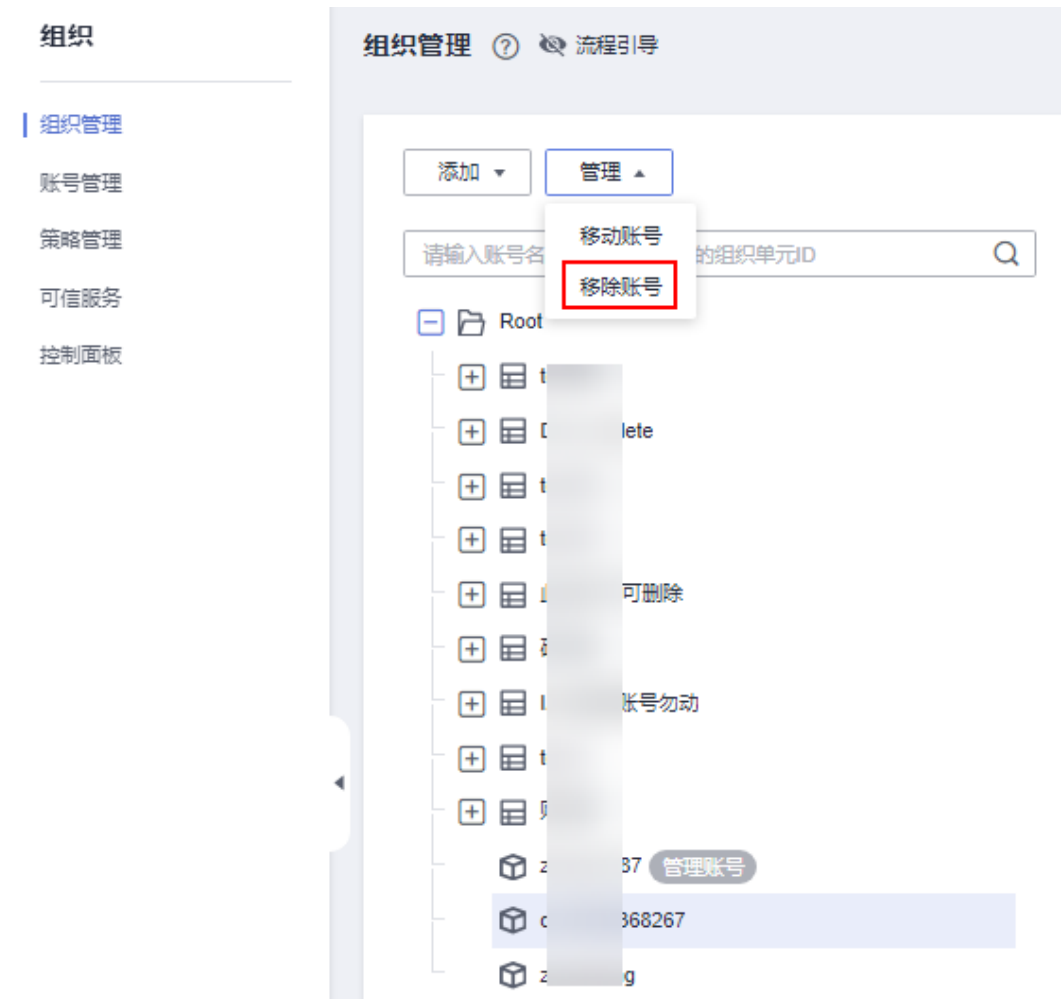 组织
组织管理
账号管理
策略管理
可信服务
控制面板
组织管理 ? 流程引导
添加 管理
移动账号
移除账号
请输入账号名 的组织单元ID
Root
t
lete
t
t
可删除
账号勿动
t
87 管理账号
868267
z g